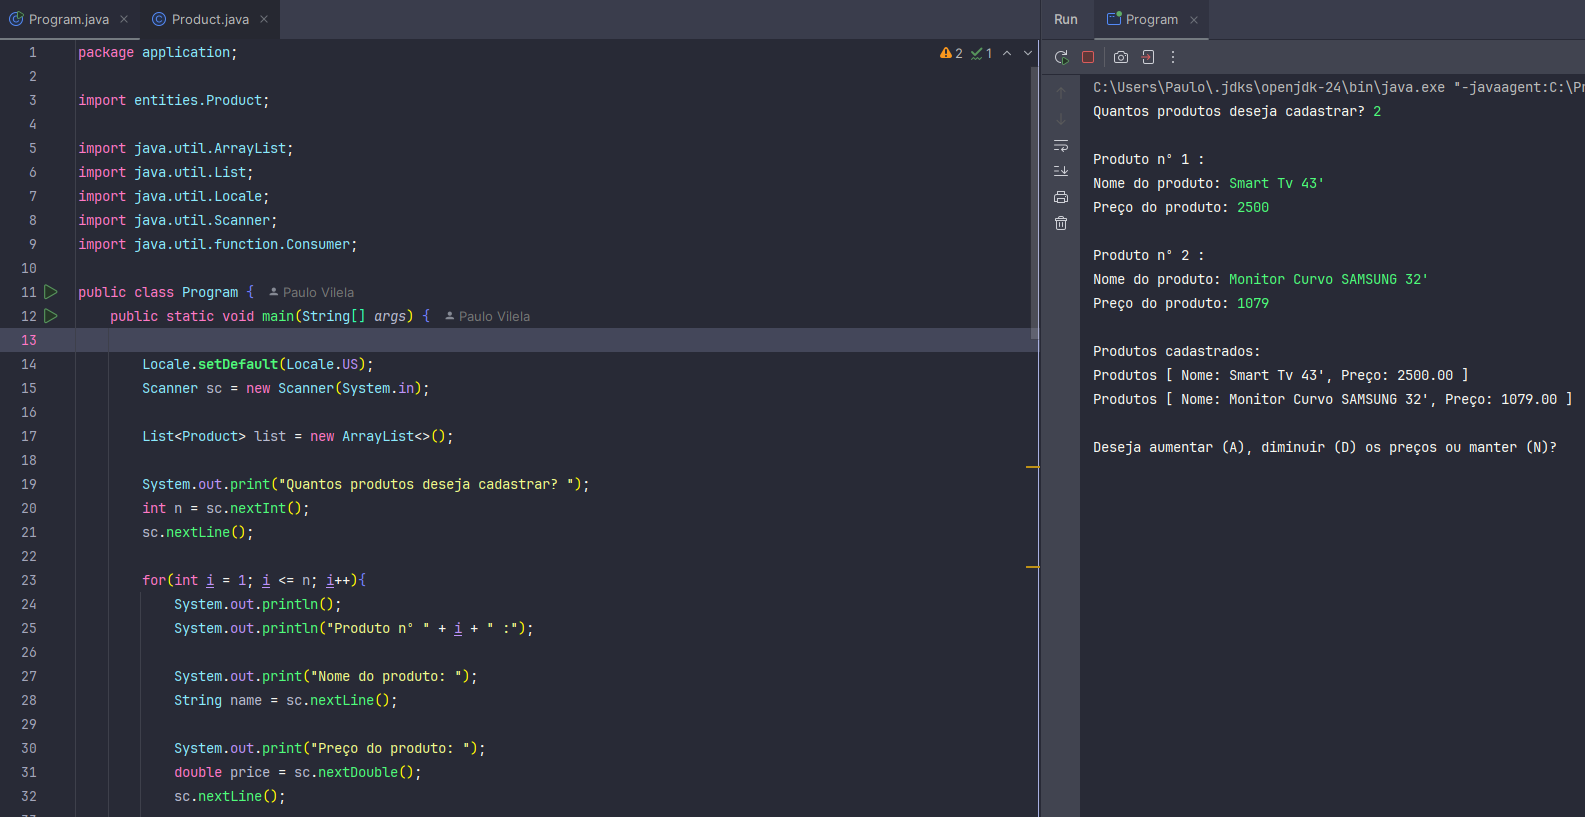 Program.java
Product.java
1 package application;
2
3 import entities.Product;
4
5 import java.util.ArrayList;
6 import java.util.List;
7 import java.util.Locale;
8 import java.util.Scanner;
9 import java.util.function.Consumer;
10
11 public class Program { Paulo Vilela
12 public static void main(String[] args) { Paulo Vilela
13
14 Locale.setDefault(Locale.US);
15 Scanner sc = new Scanner(System.in);
16
17 List<Product> list = new ArrayList<>();
18
19 System.out.print("Quantos produtos deseja cadastrar? ");
20 int n = sc.nextInt();
21 sc.nextLine();
22
23 for(int i = 1; i <= n; i++){
24 System.out.println();
25 System.out.println("Produto n° " + i + " :");
26
27 System.out.print("Nome do produto: ");
28 String name = sc.nextLine();
29
30 System.out.print("Preço do produto: ");
31 double price = sc.nextDouble();
32 sc.nextLine();
2 1
Run
Program
C:\Users\Paulo\.jdks\openjdk-24\bin\java.exe "-javaagent:C:\Pr
Quantos produtos deseja cadastrar? 2
Produto n° 1 :
Nome do produto: Smart Tv 43'
Preço do produto: 2500
Produto n° 2 :
Nome do produto: Monitor Curvo SAMSUNG 32'
Preço do produto: 1079
Produtos cadastrados:
Produtos [ Nome: Smart Tv 43', Preço: 2500.00 ]
Produtos [ Nome: Monitor Curvo SAMSUNG 32', Preço: 1079.00 ]
Deseja aumentar (A), diminuir (D) os preços ou manter (N)?